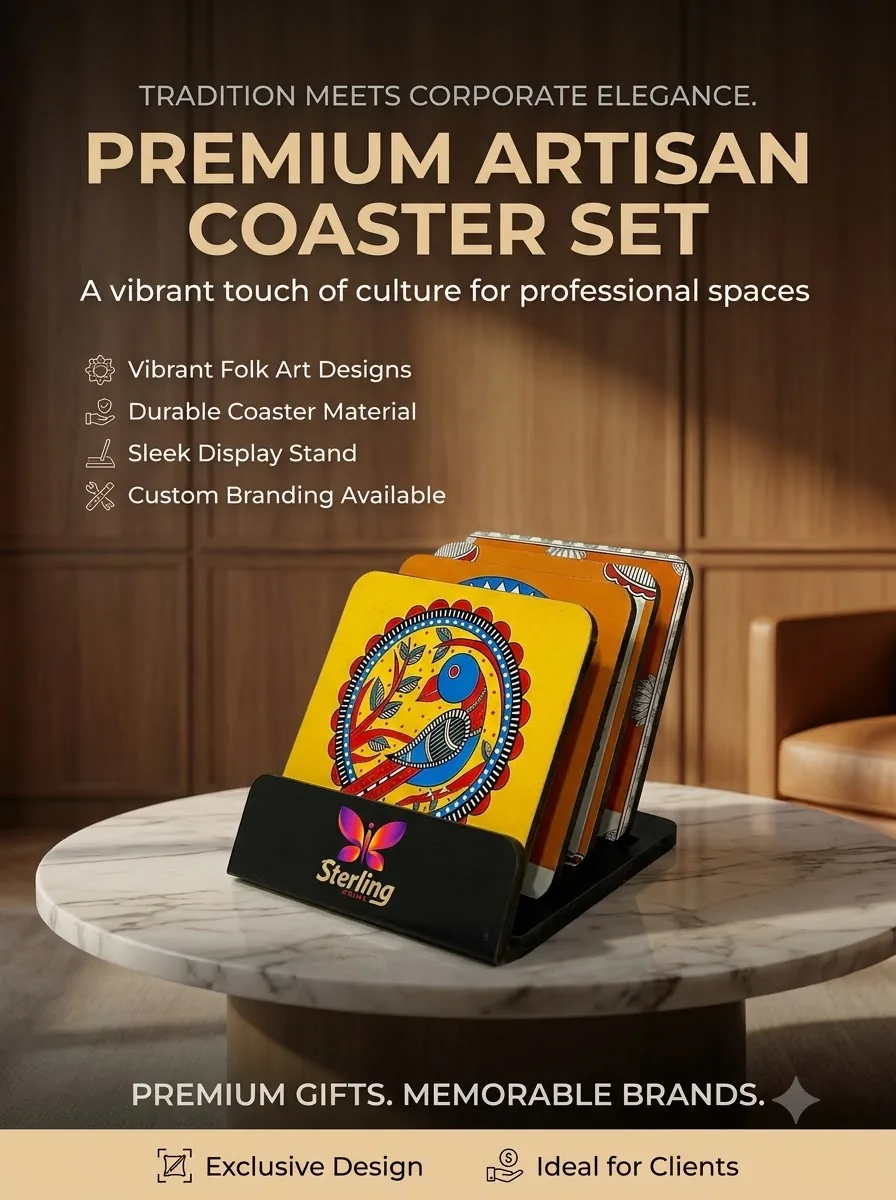 TRADITION MEETS CORPORATE ELEGANCE.
PREMIUM ARTISAN
COASTER SET
A vibrant touch of culture for professional spaces
Vibrant Folk Art Designs
Durable Coaster Material
Sleek Display Stand
Custom Branding Available
Sterling
PREMIUM GIFTS. MEMORABLE BRANDS.
Exclusive Design
Ideal for Clients